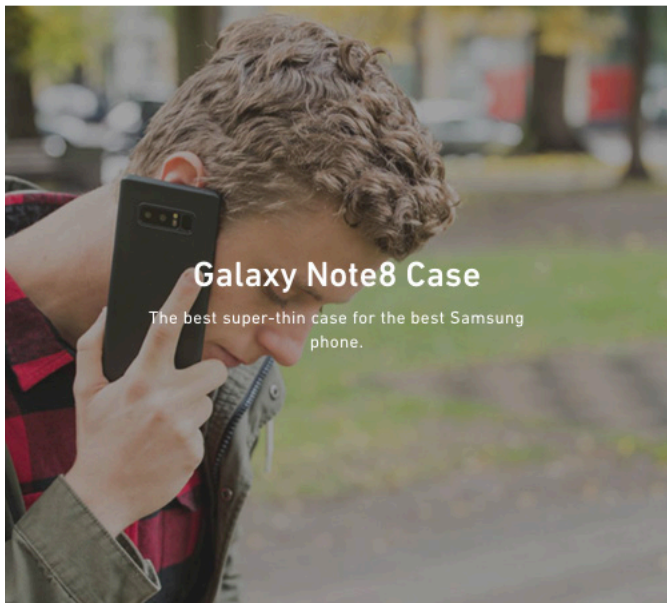 Galaxy Note8 Case
The best super-thin case for the best Samsung
phone.